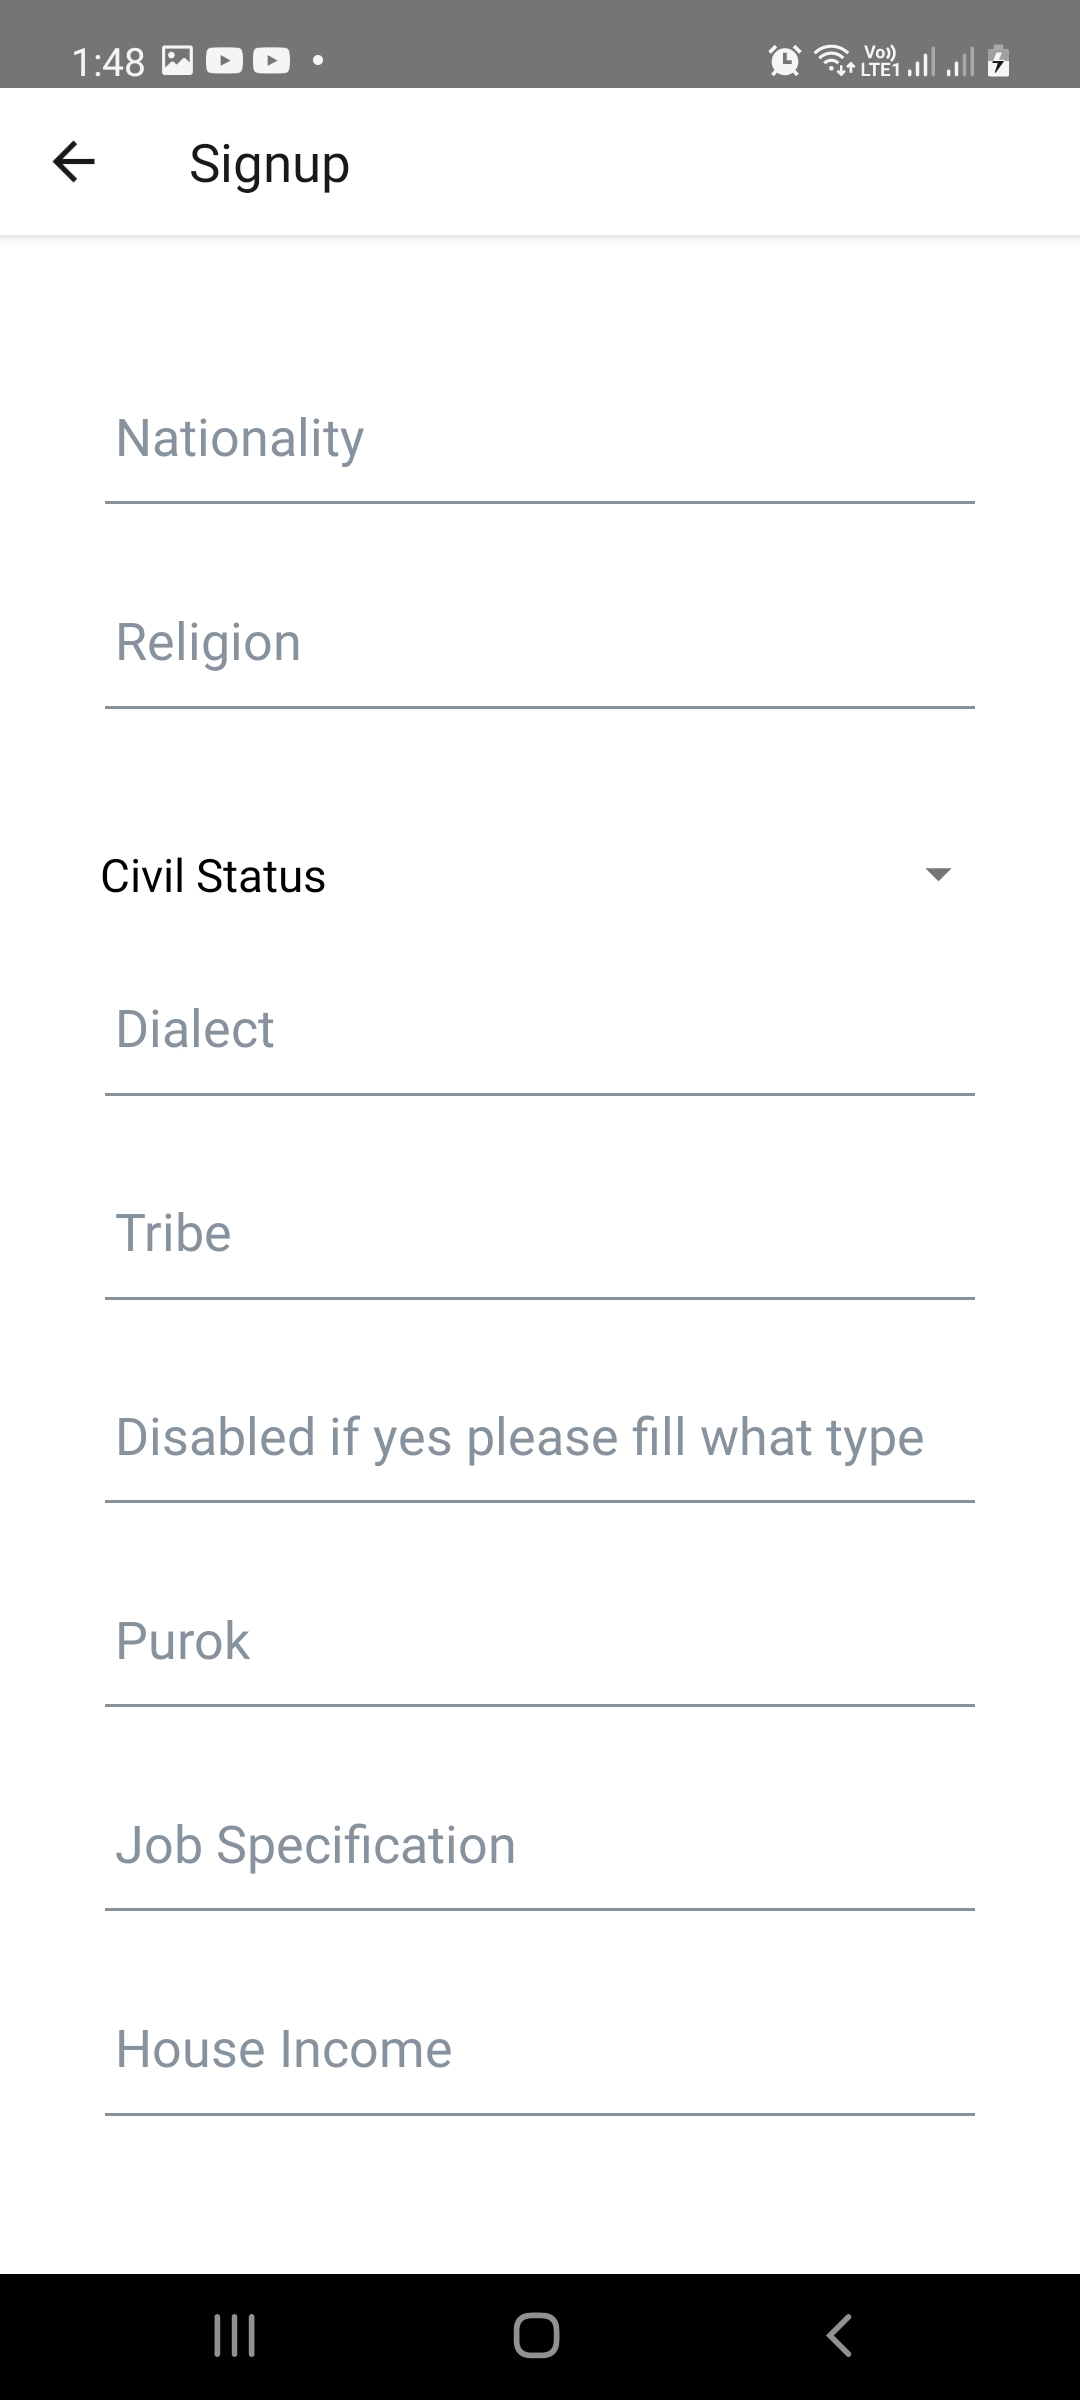 1:48 Vo)) LTE1
Signup
Nationality
Religion
Civil Status
Dialect
Tribe
Disabled if yes please fill what type
Purok
Job Specification
House Income